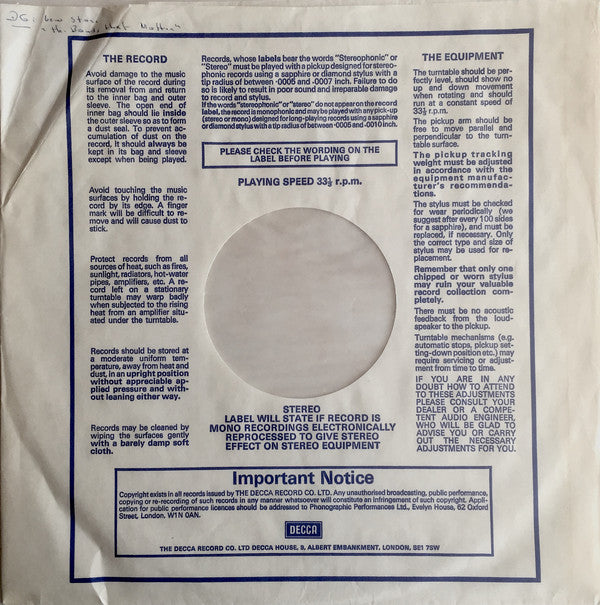 THE RECORD
Avoid damage to the music
surface of the record during
its removal from and return
to the inner bag and outer
sleeve. The open end of
inner bag should lie inside
the outer sleeve so as to form
a dust seal. To prevent ac-
cumulation of dust on the
record, it should always be
kept in its bag and sleeve
except when being played.
Avoid touching the music
surfaces by holding the re-
cord by its edge. A finger
mark will be difficult to re-
move and will cause dust to
stick.
Protect records from all
sources of heat, such as fires,
sunlight, radiators, hot-water
pipes, amplifiers, etc. A re-
cord left on a stationary
turntable may warp badly
when subjected to the rising
heat from an amplifier situ-
ated under the turntable.
Records should be stored at
a moderate uniform tem-
perature, away from heat and
dust, in an upright position
without appreciable ap-
plied pressure and with-
out leaning either way.
Records may be cleaned by
wiping the surfaces gently
with a barely damp soft
cloth.
Records, whose labels bear the words "Stereophonic" or
"Stereo" must be played with a pickup designed for stereo-
phonic records using a sapphire or diamond stylus with a
tip radius of between ·0005 and ·0007 inch. Failure to do
so is likely to result in poor sound and irreparable damage
to record and stylus.
If the words "stereophonic" or "stereo" do not appear on the record
label, the record is monophonic and may be played with any pick-up
(stereo or mono) designed for long-playing records using a sapphire
or diamond stylus with a tip radius of between ·0005 and ·0010 inch.
PLEASE CHECK THE WORDING ON THE
LABEL BEFORE PLAYING
PLAYING SPEED 33⅓ r.p.m.
STEREO
LABEL WILL STATE IF RECORD IS
MONO RECORDINGS ELECTRONICALLY
REPROCESSED TO GIVE STEREO
EFFECT ON STEREO EQUIPMENT
THE EQUIPMENT
The turntable should be per-
fectly level, should show no
up and down movement
when rotating and should
run at a constant speed of
33⅓ r.p.m.
The pickup arm should be
free to move parallel and
perpendicular to the turn-
table surface.
The pickup tracking
weight must be adjusted
in accordance with the
equipment manufac-
turer's recommenda-
tions.
The stylus must be checked
for wear periodically (we
suggest after every 100 sides
for a sapphire), and must be
replaced, if necessary. Only
the correct type and size of
stylus may be used for re-
placement.
Remember that only one
chipped or worn stylus
may ruin your valuable
record collection com-
pletely.
There must be no acoustic
feedback from the loud-
speaker to the pickup.
Turntable mechanisms (e.g.
automatic stops, pickup set-
ting-down position etc.) may
require servicing or adjust-
ment from time to time.
IF YOU ARE IN ANY
DOUBT HOW TO ATTEND
TO THESE ADJUSTMENTS
PLEASE CONSULT YOUR
DEALER OR A COMPE-
TENT AUDIO ENGINEER,
WHO WILL BE GLAD TO
ADVISE YOU OR CARRY
OUT THE NECESSARY
ADJUSTMENTS FOR YOU.
Important Notice
Copyright exists in all records issued by THE DECCA RECORD CO. LTD. Any unauthorised broadcasting, public performance,
copying or re-recording of such records in any manner whatsoever will constitute an infringement of such copyright. Appli-
cation for public performance licences should be addressed to Phonographic Performances Ltd., Evelyn House, 62 Oxford
Street, London. W1N 0AN.
DECCA
THE DECCA RECORD CO. LTD DECCA HOUSE, 9, ALBERT EMBANKMENT, LONDON, SE1 7SW